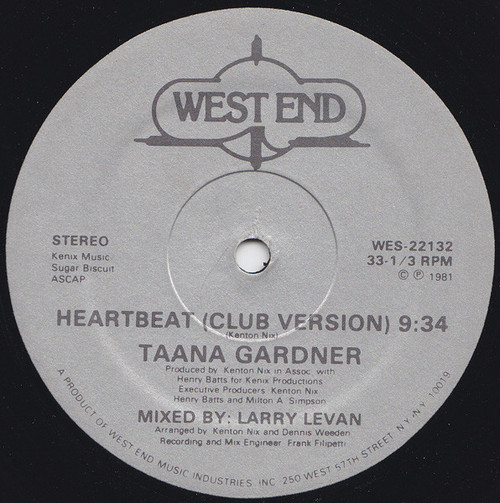 WEST END
STEREO
Kenix Music
Sugar Biscuit
ASCAP
WES-22132
33-1/3 RPM
© ℗ 1981
HEARTBEAT (CLUB VERSION) 9:34
(Kenton Nix)
TAANA GARDNER
Produced by Kenton Nix in Assoc. with
Henry Batts for Kenix Productions
Executive Producers Kenton Nix
Henry Batts and Milton A. Simpson
MIXED BY: LARRY LEVAN
Arranged by Kenton Nix and Dennis Weeden
Recording and Mix Engineer Frank Filipetti
A PRODUCT OF WEST END MUSIC INDUSTRIES, INC. 250 WEST 57TH STREET, NY, NY. 10019